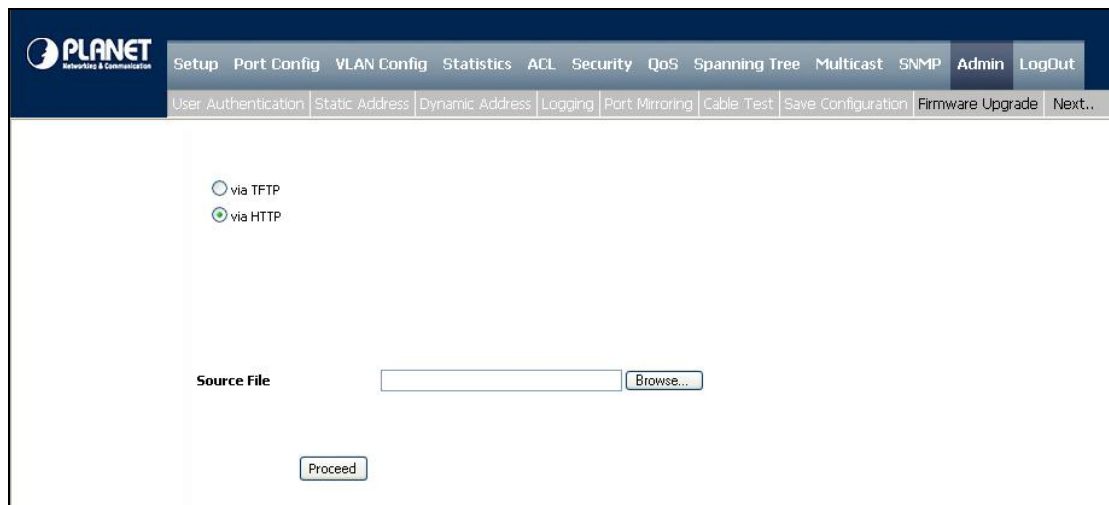 PLANET
Networking & Communication
Setup Port Config VLAN Config Statistics ACL Security QoS Spanning Tree Multicast SNMP Admin LogOut
User Authentication Static Address Dynamic Address Logging Port Mirroring Cable Test Save Configuration Firmware Upgrade Next..
via TFTP
via HTTP
Source File Browse...
Proceed